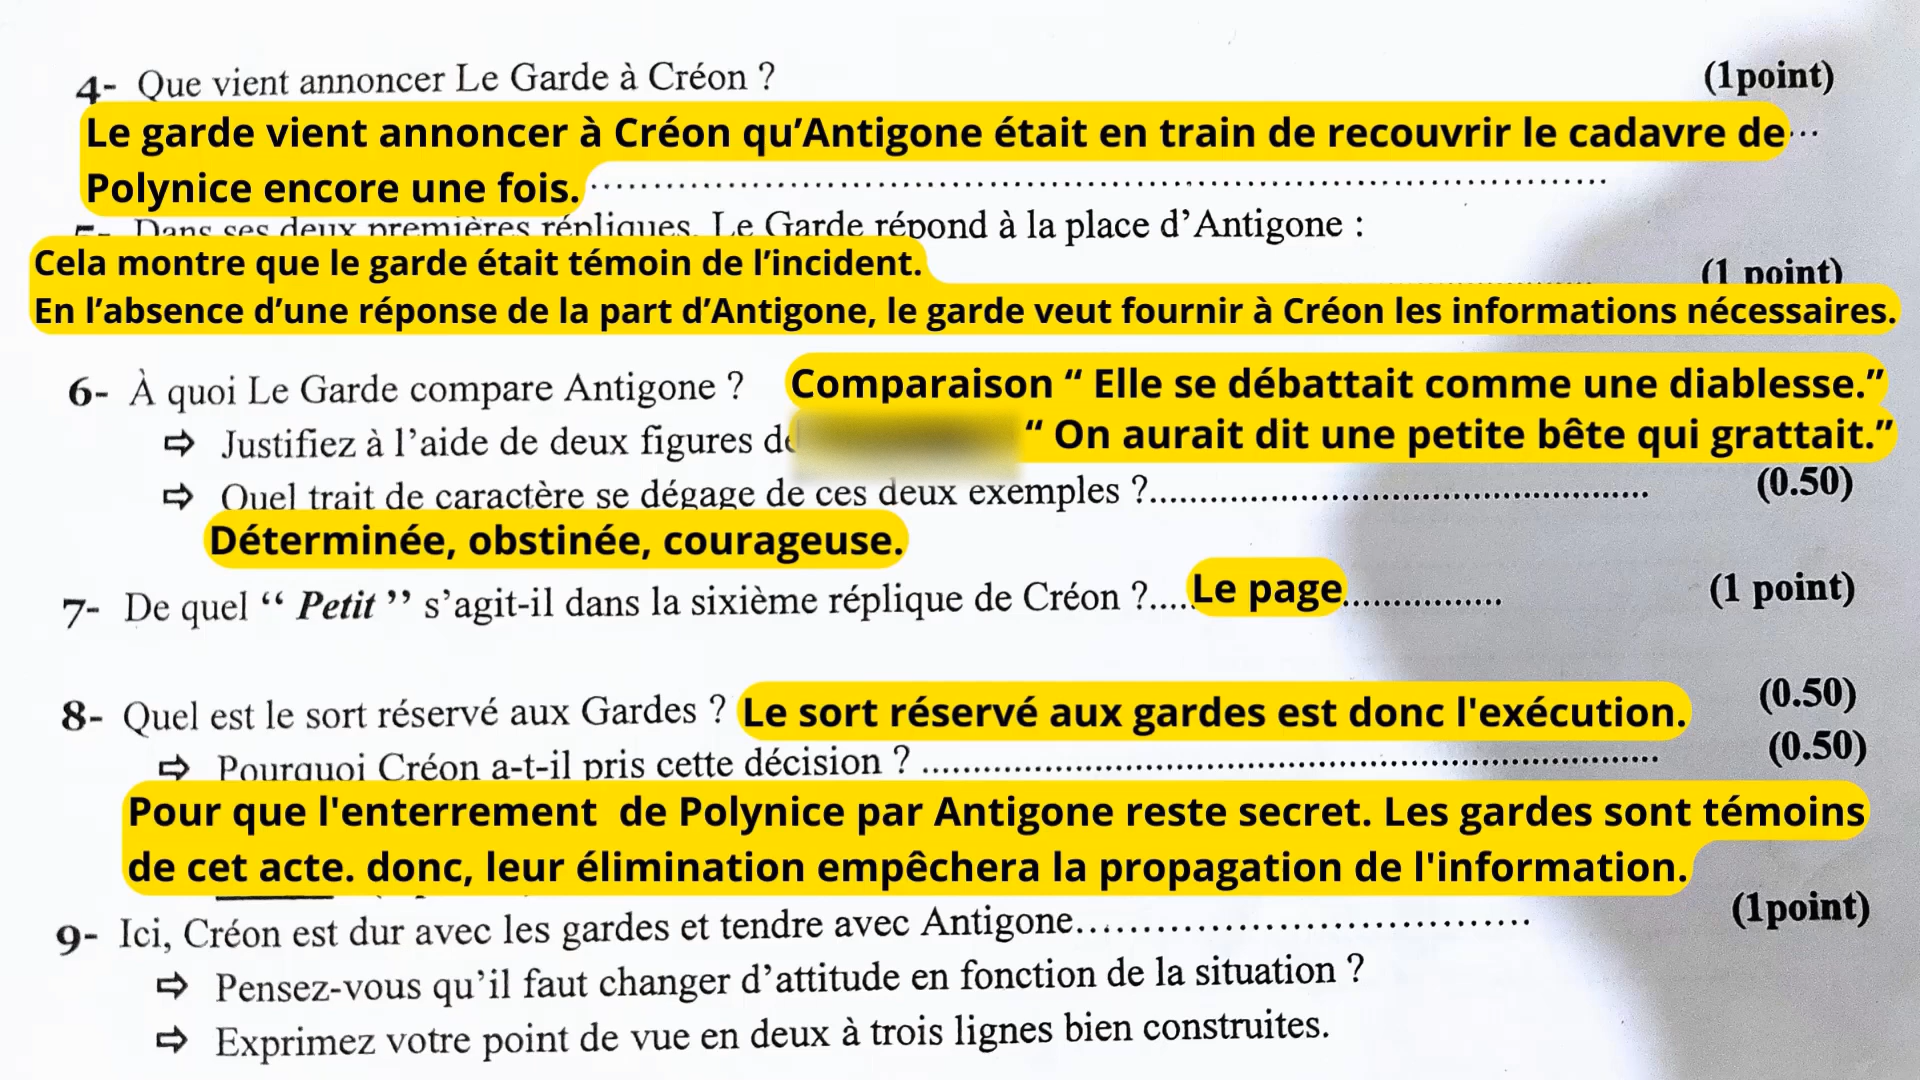 4- Que vient annoncer Le Garde à Créon ? (1point)
Le garde vient annoncer à Créon qu’Antigone était en train de recouvrir le cadavre de...
Polynice encore une fois. ........................................................................
5- Dans ses deux premières répliques, Le Garde répond à la place d’Antigone :
Cela montre que le garde était témoin de l’incident. (1 point)
En l’absence d’une réponse de la part d’Antigone, le garde veut fournir à Créon les informations nécessaires.
6- À quoi Le Garde compare Antigone ? Comparaison “ Elle se débattait comme une diablesse.”
⇨ Justifiez à l’aide de deux figures “ On aurait dit une petite bête qui grattait.”
⇨ Quel trait de caractère se dégage de ces deux exemples ?................................................ (0.50)
Déterminée, obstinée, courageuse.
7- De quel “ Petit ” s’agit-il dans la sixième réplique de Créon ?....Le page................ (1 point)
8- Quel est le sort réservé aux Gardes ? Le sort réservé aux gardes est donc l'exécution. (0.50)
⇨ Pourquoi Créon a-t-il pris cette décision ? ........................................................................ (0.50)
Pour que l'enterrement de Polynice par Antigone reste secret. Les gardes sont témoins
de cet acte. donc, leur élimination empêchera la propagation de l'information.
9- Ici, Créon est dur avec les gardes et tendre avec Antigone................................... (1point)
⇨ Pensez-vous qu’il faut changer d’attitude en fonction de la situation ?
⇨ Exprimez votre point de vue en deux à trois lignes bien construites.